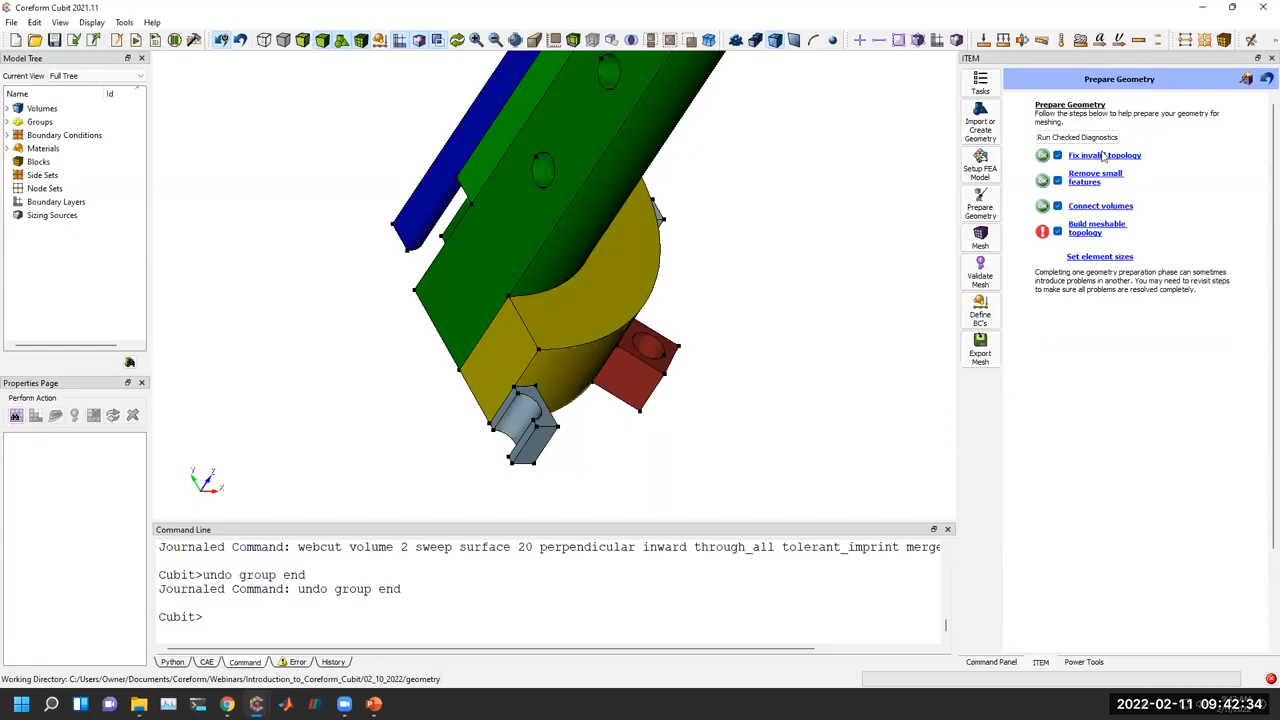 Coreform Cubit 2021.11
File Edit View Display Tools Help
Model Tree
Current View Full Tree
Name Id
Volumes
Groups
Boundary Conditions
Materials
Blocks
Side Sets
Node Sets
Boundary Layers
Sizing Sources
Properties Page
Perform Action
Y
Z
X
Command Line
Journaled Command: webcut volume 2 sweep surface 20 perpendicular inward through_all tolerant_imprint merge
Cubit>undo group end
Journaled Command: undo group end
Cubit>
Python CAE Command Error History
Working Directory: C:/Users/Owner/Documents/Coreform/Webinars/Introduction_to_Coreform_Cubit/02_10_2022/geometry
ITEM
Tasks
Import or
Create
Geometry
Setup FEA
Model
Prepare
Geometry
Mesh
Validate
Mesh
Define
BC's
Export
Mesh
Prepare Geometry
Prepare Geometry
Follow the steps below to help prepare your geometry for
meshing.
Run Checked Diagnostics
OK Fix invalid topology
OK Remove small
features
OK Connect volumes
Build meshable
topology
Set element sizes
Completing one geometry preparation phase can sometimes
introduce problems in another. You may need to revisit steps
to make sure all problems are resolved completely.
Command Panel ITEM Power Tools
2022-02-11 09:42:34